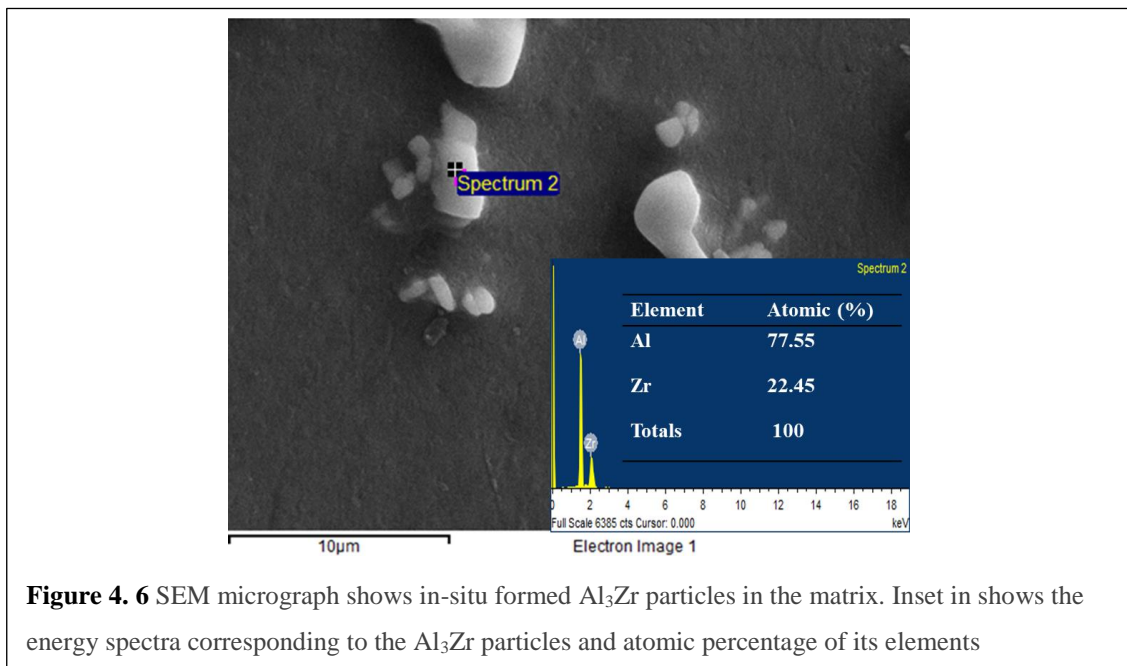 Spectrum 2
Spectrum 2
Element Atomic (%)
Al 77.55
Zr 22.45
Totals 100
Al
Zr
0 2 4 6 8 10 12 14 16 18
Full Scale 6385 cts Cursor: 0.000 keV
10µm Electron Image 1
Figure 4. 6 SEM micrograph shows in-situ formed Al₃Zr particles in the matrix. Inset in shows the
energy spectra corresponding to the Al₃Zr particles and atomic percentage of its elements